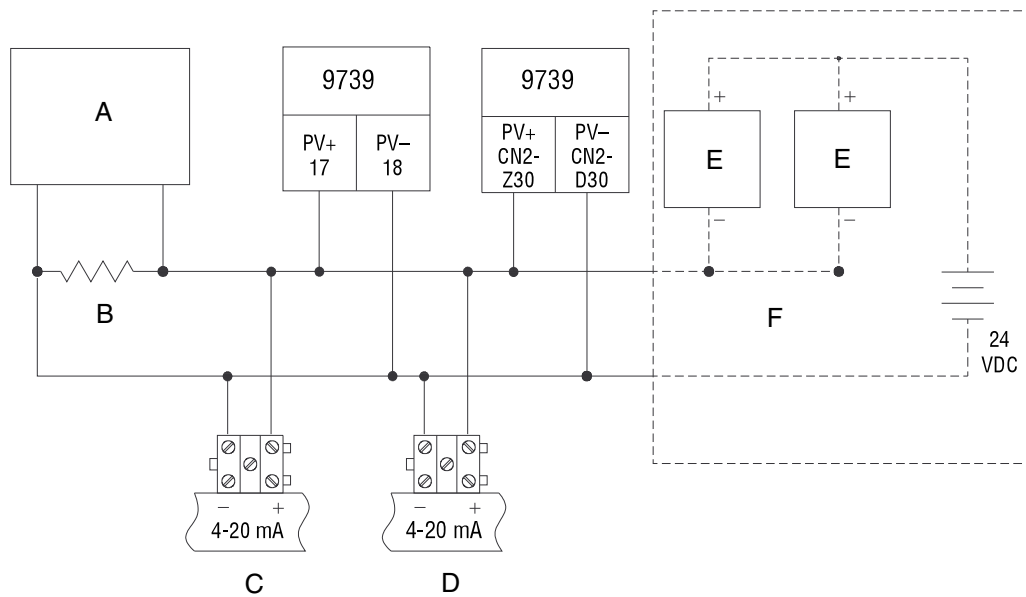 A
B
9739
PV+
17
PV–
18
9739
PV+
CN2-
Z30
PV–
CN2-
D30
+
+
E
E
–
–
F
24
VDC
– +
4-20 mA
C
– +
4-20 mA
D